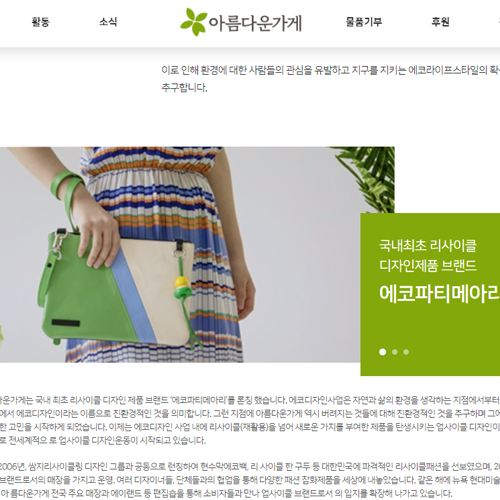 활동 소식 아름다운가게 물품기부 후원
이로 인해 환경에 대한 사람들의 관심을 유발하고 지구를 지키는 에코라이프스타일의
추구합니다.
국내최초 리사이클
디자인제품 브랜드
에코파티메아리
운가게는 국내 최초 리사이클 디자인 제품 브랜드 '에코파티메아리'를 론칭 했습니다. 에코디자인사업은 자연과 삶의 환경을 생각하는 지점에서부터
에서 에코디자인이라는 이름으로 친환경적인 것을 의미합니다. 그런 지점에 아름다운가게 역시 버려지는 것들에 대해 친환경적인 것을 추구하며
한 고민을 시작하게 되었습니다. 이제는 에코디자인 사업 내에 리사이클(재활용)을 넘어 새로운 가치를 부여한 제품을 탄생시키는 업사이클 디자인이
로 전세계적으 로 업사이클 디자인운동이 시작되고 있습니다.
2006년, 쌈지리사이클링 디자인 그룹과 공동으로 런칭하여 현수막에코백, 리 사이클 한 구두 등 대한민국에 파격적인 리사이클패션을 선보였으며,
브랜드로서의 매장을 가지고 운영, 여러 디자이너들, 단체들과의 협업을 통해 다양한 패션 잡화제품을 세상에 내놓았습니다. 같은 해에 뉴욕 현대미술
아 름다운가게 전국 주요 매장과 에이랜드 등 편집숍을 통해 소비자들과 만나 업사이클 브랜드로서 의 입지를 확장해 나가고 있습니다.